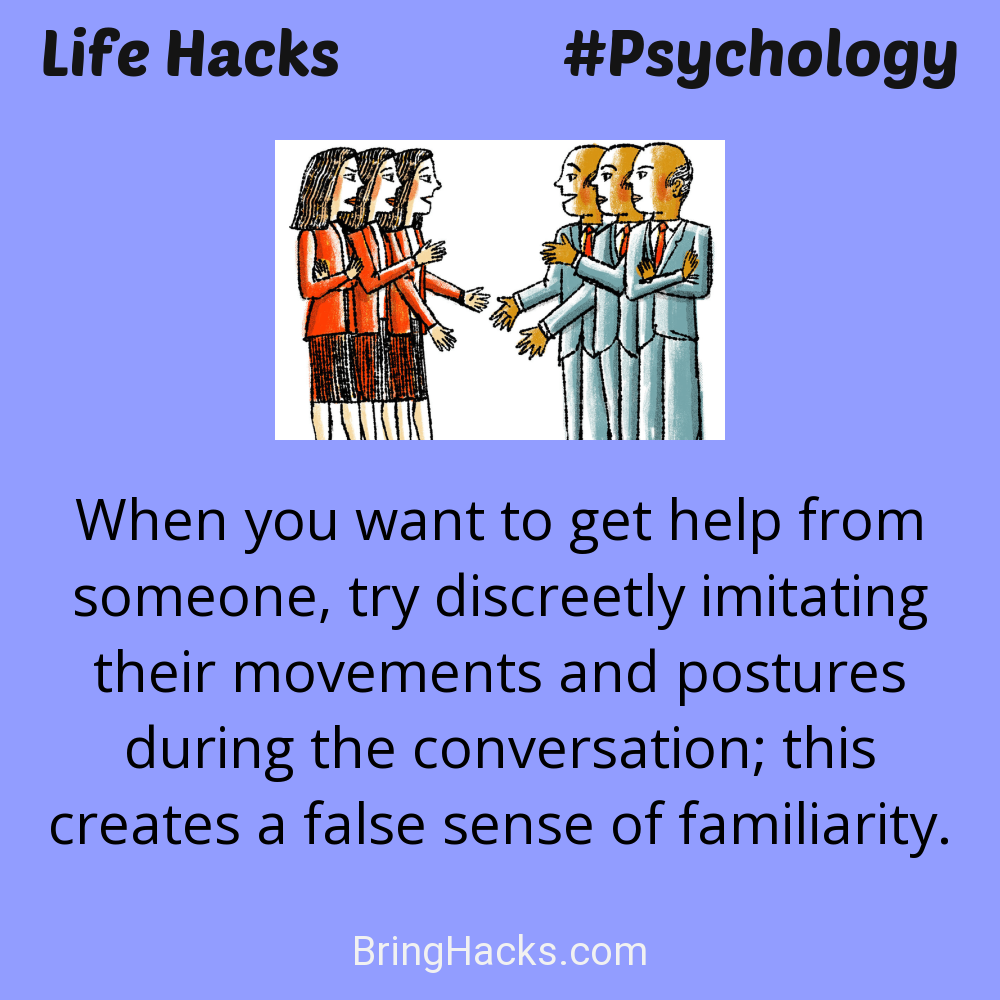 Life Hacks
#Psychology
When you want to get help from
someone, try discreetly imitating
their movements and postures
during the conversation; this
creates a false sense of familiarity.
BringHacks.com